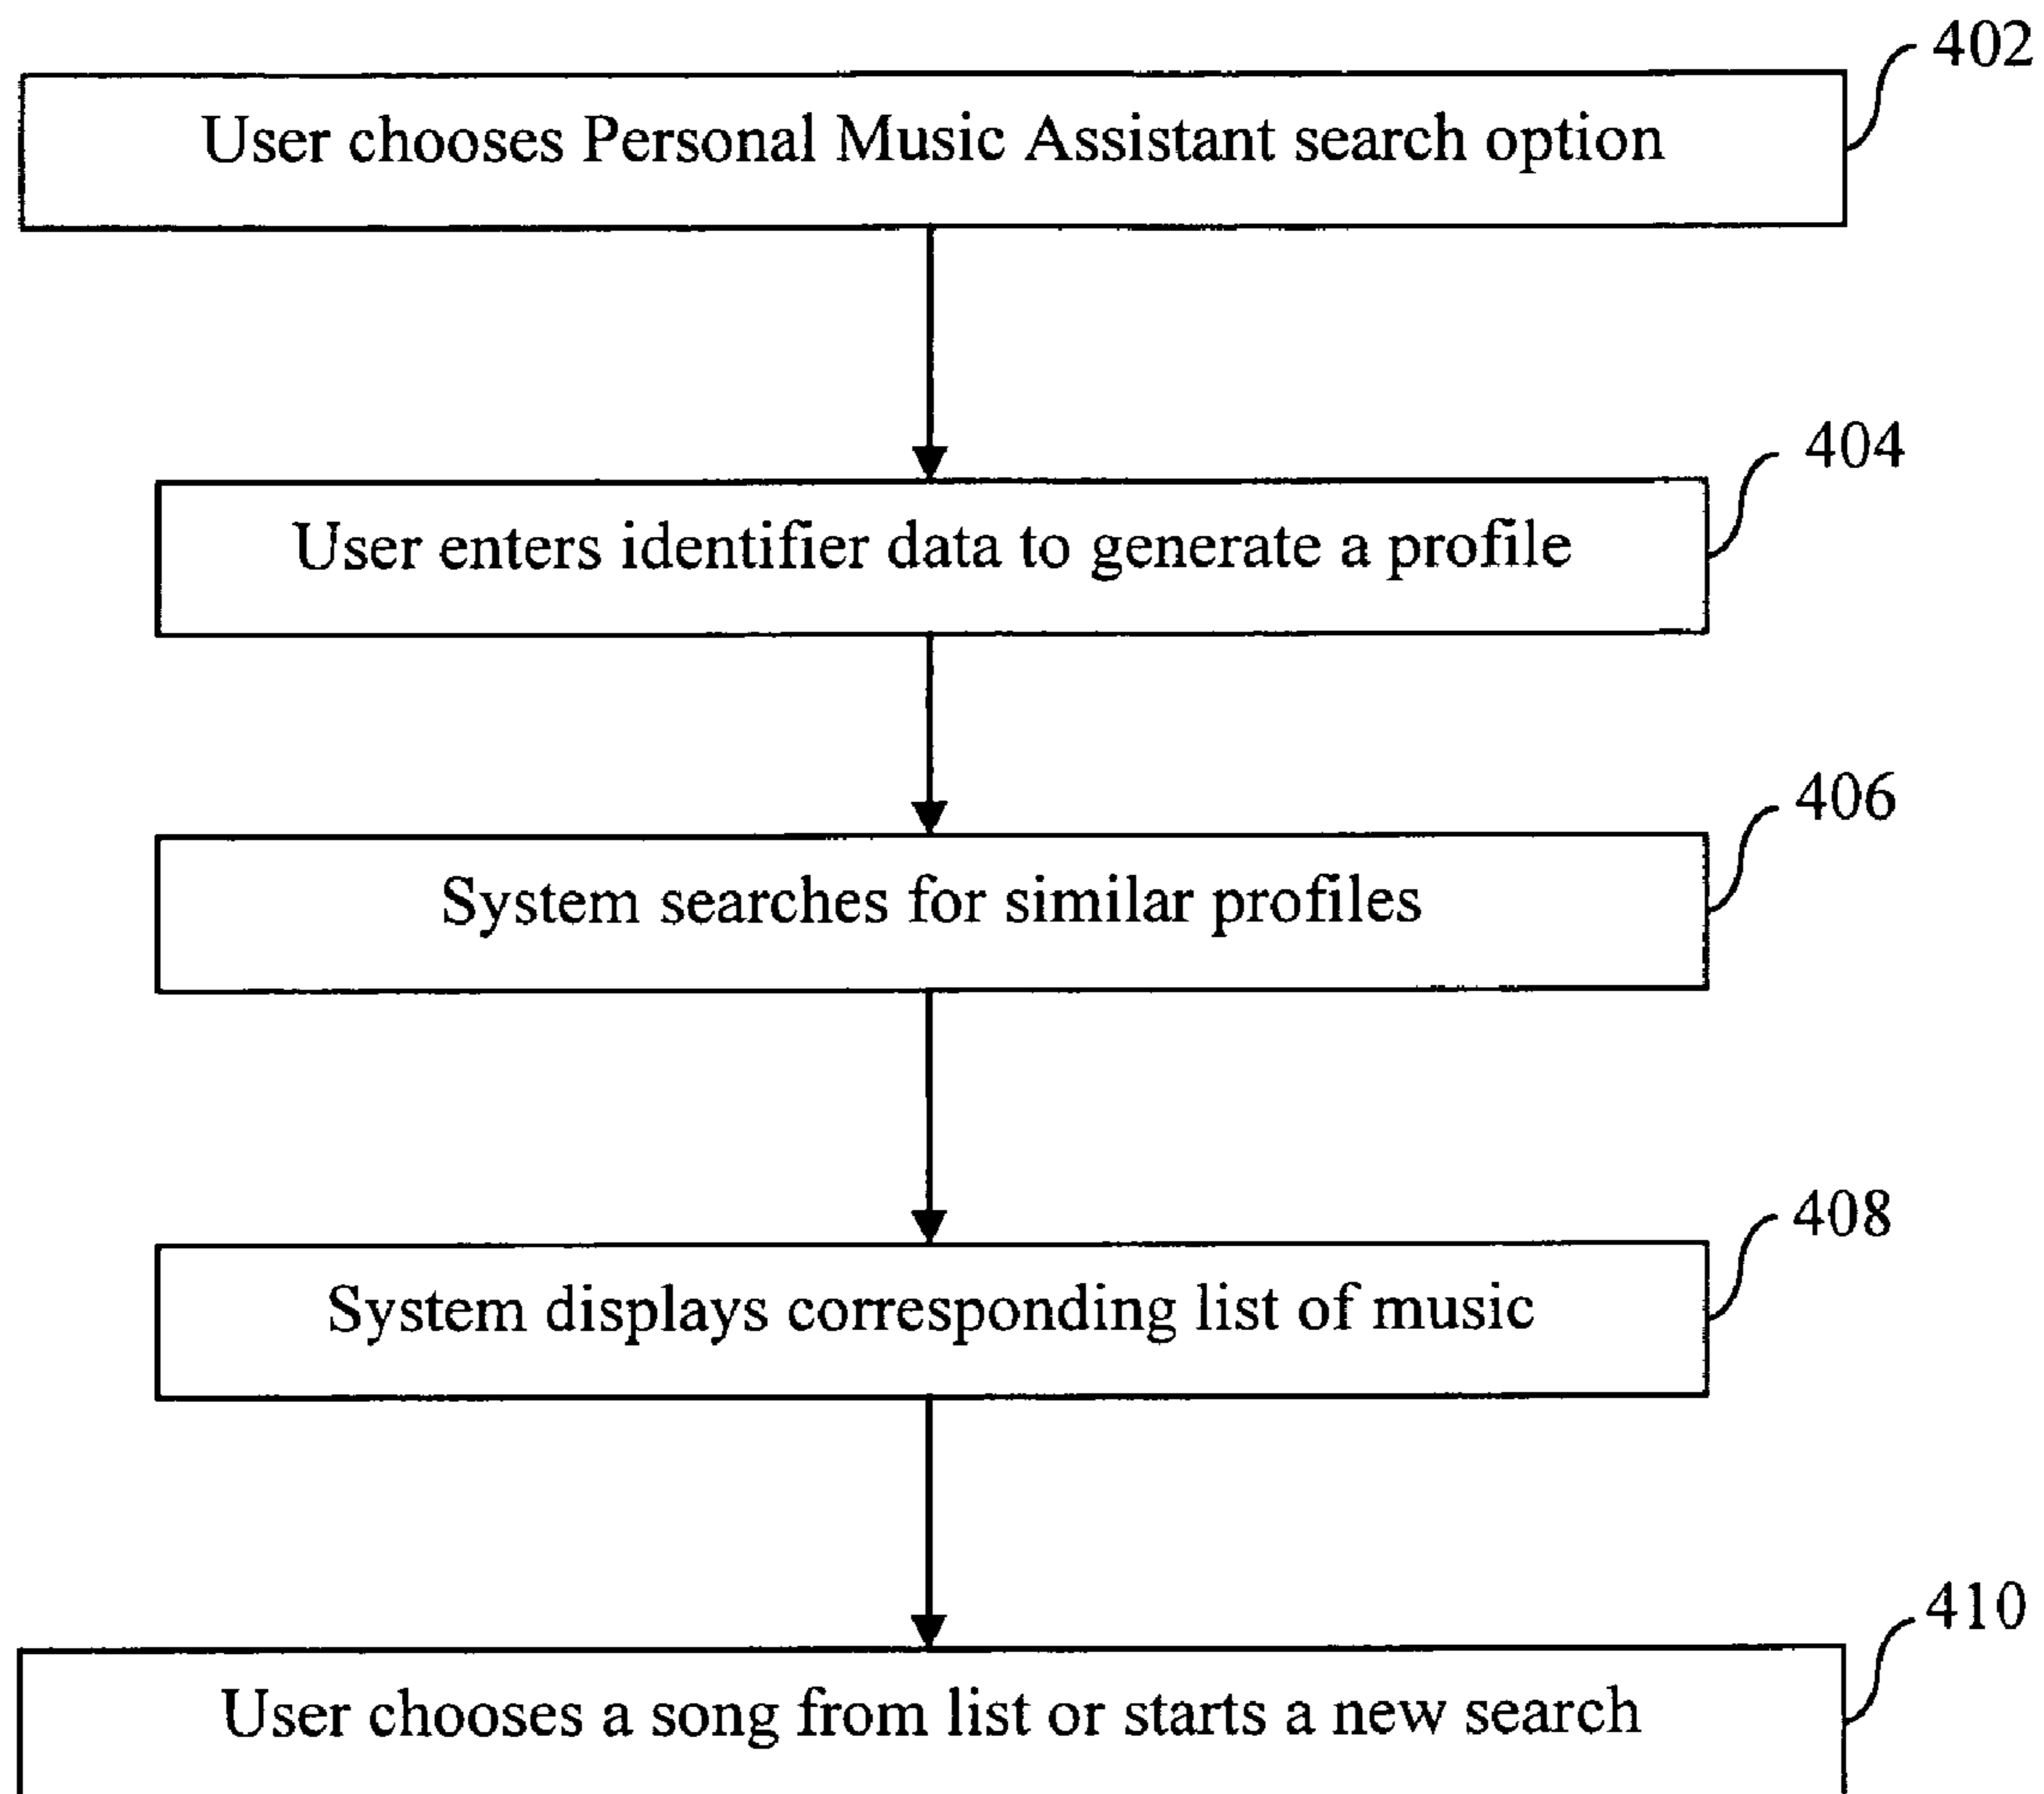 402
User chooses Personal Music Assistant search option
404
User enters identifier data to generate a profile
406
System searches for similar profiles
408
System displays corresponding list of music
410
User chooses a song from list or starts a new search